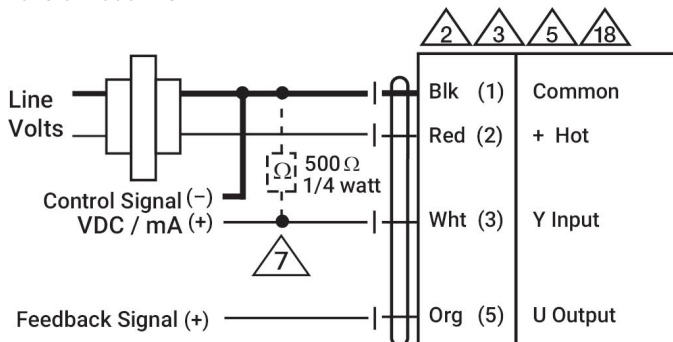 2 3 5 18
Line
Volts
Blk (1) Common
Red (2) + Hot
Ω 500 Ω
1/4 watt
Control Signal (−)
VDC / mA (+)
Wht (3) Y Input
7
Feedback Signal (+)
Org (5) U Output